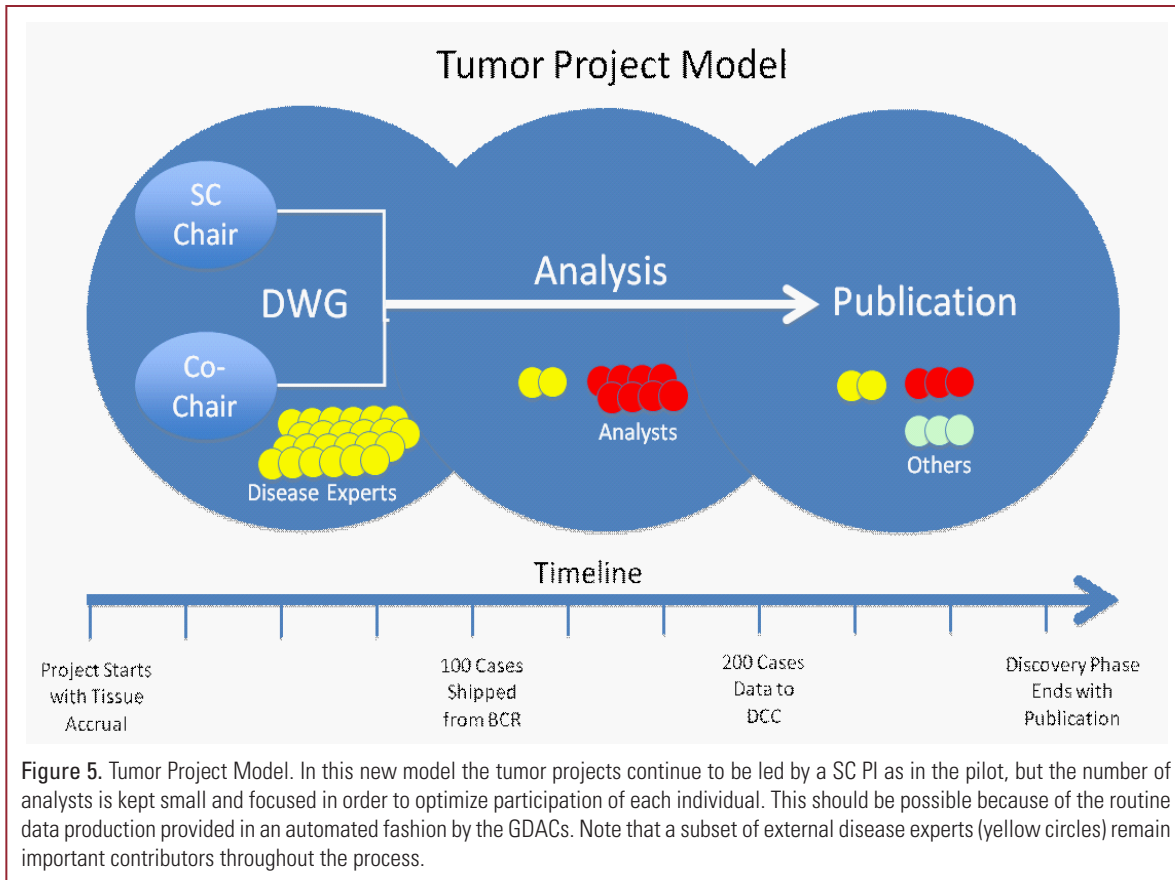 Tumor Project Model
SC
Chair
DWG
Co-
Chair
Disease Experts
Analysis
Analysts
Publication
Others
Timeline
Project Starts
with Tissue
Accrual
100 Cases
Shipped
from BCR
200 Cases
Data to
DCC
Discovery Phase
Ends with
Publication
Figure 5. Tumor Project Model. In this new model the tumor projects continue to be led by a SC PI as in the pilot, but the number of
analysts is kept small and focused in order to optimize participation of each individual. This should be possible because of the routine
data production provided in an automated fashion by the GDACs. Note that a subset of external disease experts (yellow circles) remain
important contributors throughout the process.